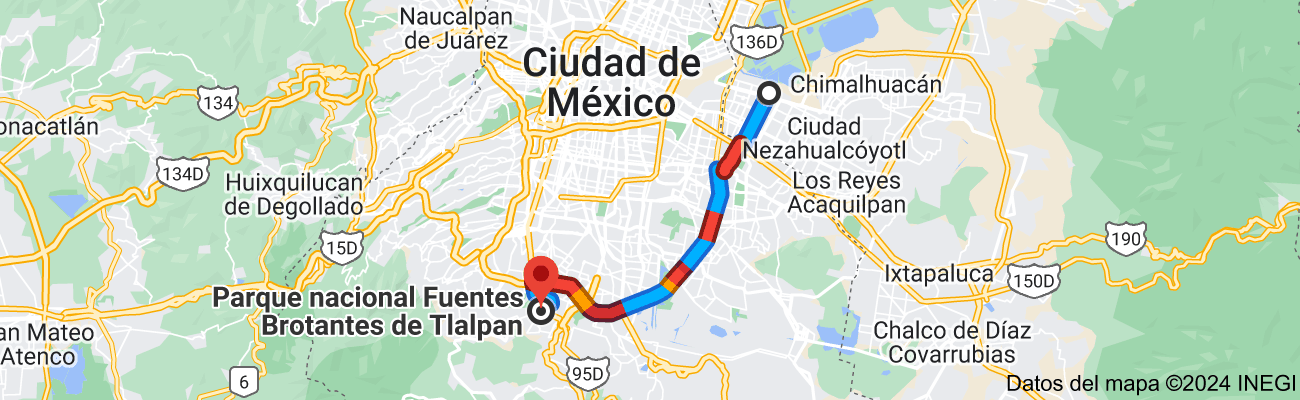 Naucalpan
de Juárez
136D
Ciudad de
México
Chimalhuacán
134
onacatlán
Ciudad
Nezahualcóyotl
134D
Huixquilucan
de Degollado
Los Reyes
Acaquilpan
15D
190
Ixtapaluca
150D
Parque nacional Fuentes
Brotantes de Tlalpan
an Mateo
Atenco
Chalco de Díaz
Covarrubias
6
95D
Datos del mapa ©2024 INEGI